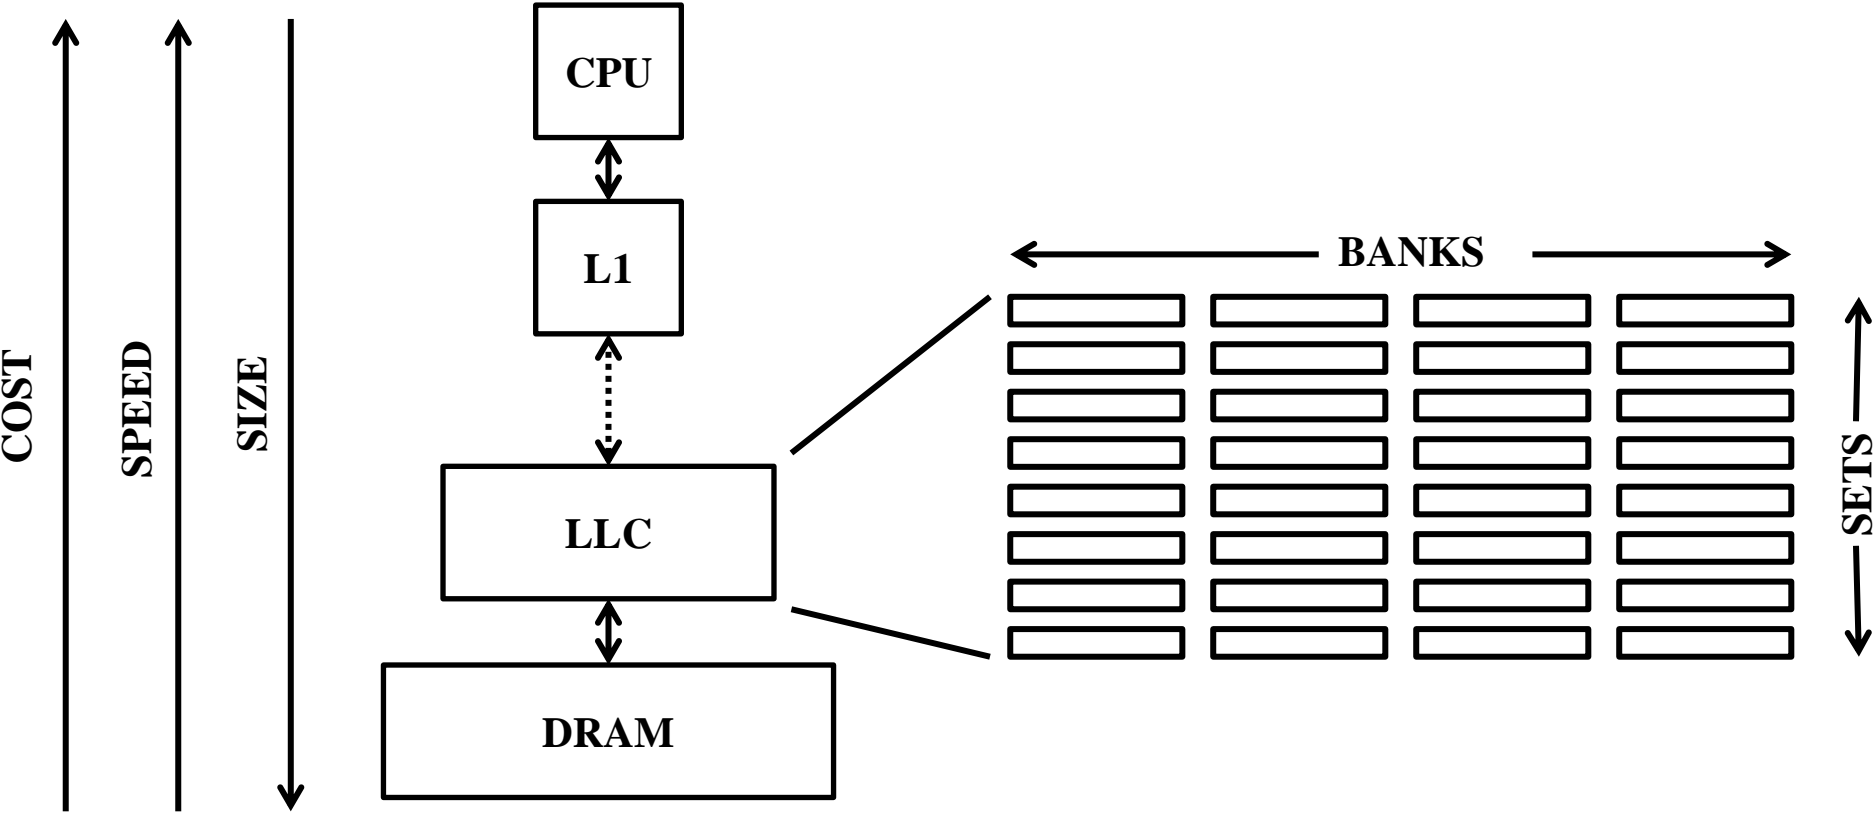 COST
SPEED
SIZE
CPU
L1
LLC
DRAM
BANKS
SETS